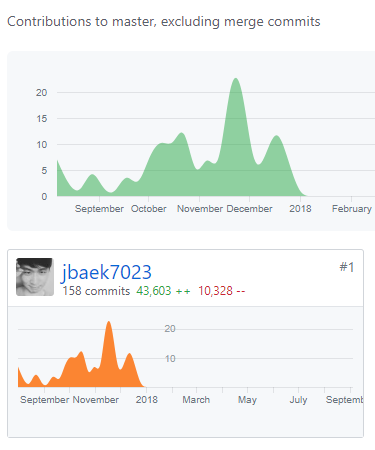 Contributions to master, excluding merge commits
20
15
10
5
0
September October November December 2018 February
jbaek7023 #1
158 commits 43,603 ++ 10,328 --
20
10
September November 2018 March May July Septemb